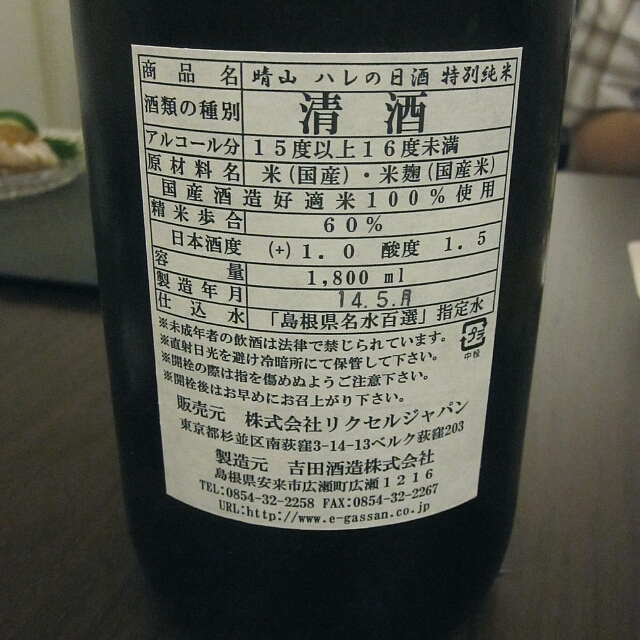 商品名 晴山 ハレの日酒 特別純米
酒類の種別 清酒
アルコール分 15度以上16度未満
原材料名 米(国産)・米麹(国産米)
国産酒造好適米100%使用
精米歩合 60%
日本酒度 (+)1.0 酸度 1.5
容量 1,800 ml
製造年月 14.5.月
仕込水 「島根県名水百選」指定水
※未成年者の飲酒は法律で禁じられています。
※直射日光を避け冷暗所にて保管して下さい。
※開栓の際は指を傷めぬようご注意下さい。
※開栓後はお早めにお召上がり下さい。
プラ
中栓
販売元 株式会社リクセルジャパン
東京都杉並区南荻窪3-14-13ベルク荻窪203
製造元 吉田酒造株式会社
島根県安来市広瀬町広瀬1216
TEL:0854-32-2258 FAX:0854-32-2267
URL:http://www.e-gassan.co.jp